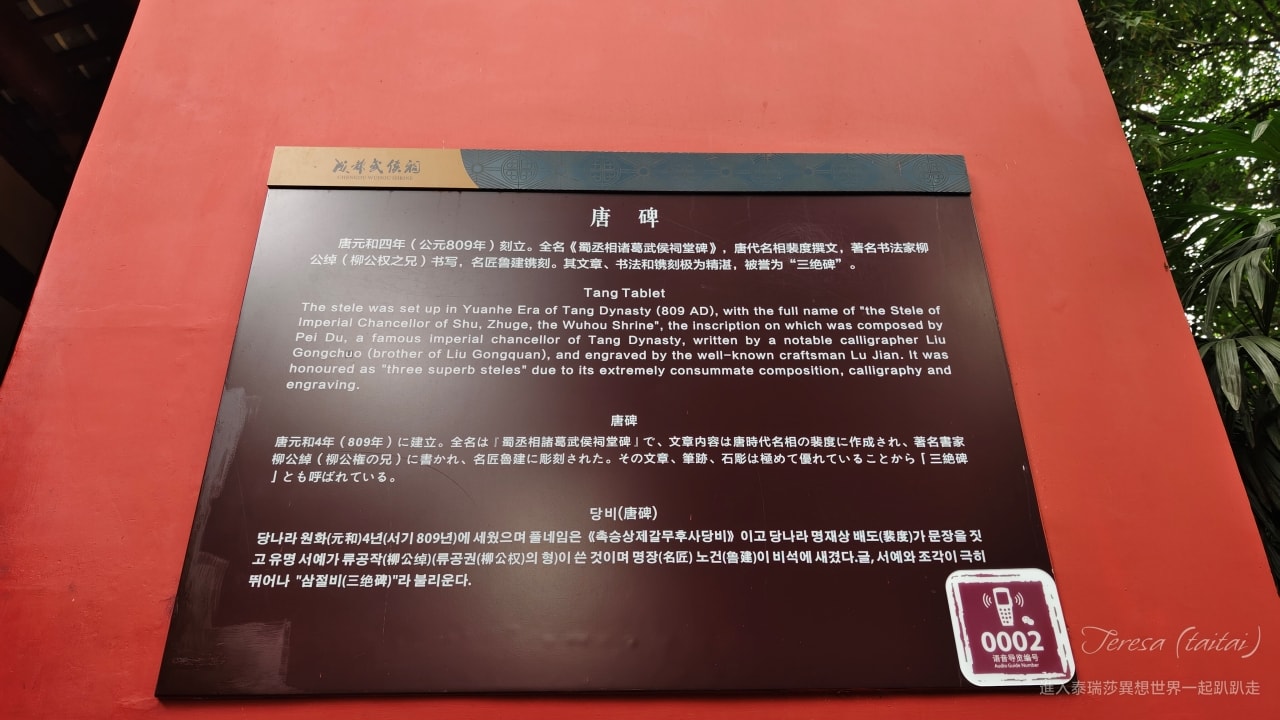 成都武侯祠
CHENGDU WUHOU SHRINE
唐 碑
唐元和四年（公元809年）刻立。全名《蜀丞相诸葛武侯祠堂碑》，唐代名相裴度撰文，著名书法家柳
公绰（柳公权之兄）书写，名匠鲁建镌刻。其文章、书法和镌刻极为精湛，被誉为“三绝碑”。
Tang Tablet
The stele was set up in Yuanhe Era of Tang Dynasty (809 AD), with the full name of "the Stele of
Imperial Chancellor of Shu, Zhuge, the Wuhou Shrine", the inscription on which was composed by
Pei Du, a famous imperial chancellor of Tang Dynasty, written by a notable calligrapher Liu
Gongchuo (brother of Liu Gongquan), and engraved by the well-known craftsman Lu Jian. It was
honoured as "three superb steles" due to its extremely consummate composition, calligraphy and
engraving.
唐碑
唐元和4年（809年）に建立。全名は「蜀丞相諸葛武侯祠堂碑」で、文章内容は唐時代名相の裴度に作成され、著名書家
柳公綽（柳公権の兄）に書かれ、名匠魯建に彫刻された。その文章、筆跡、石彫は極めて優れていることから「三絶碑
」とも呼ばれている。
당비(唐碑)
당나라 원화(元和)4년(서기 809년)에 세웠으며 풀네임은 《촉승상제갈무후사당비》이고 당나라 명재상 배도(裴度)가 문장을 짓
고 유명 서예가 류공작(柳公绰)(류공권(柳公权)의 형)이 쓴 것이며 명장(名匠) 노건(鲁建)이 비석에 새겼다.글, 서예와 조각이 극히
뛰어나 "삼절비(三绝碑)"라 불리운다.
0002
语音导览编号
Audio Guide Number
Teresa (taitai)
進入泰瑞莎異想世界一起趴趴走